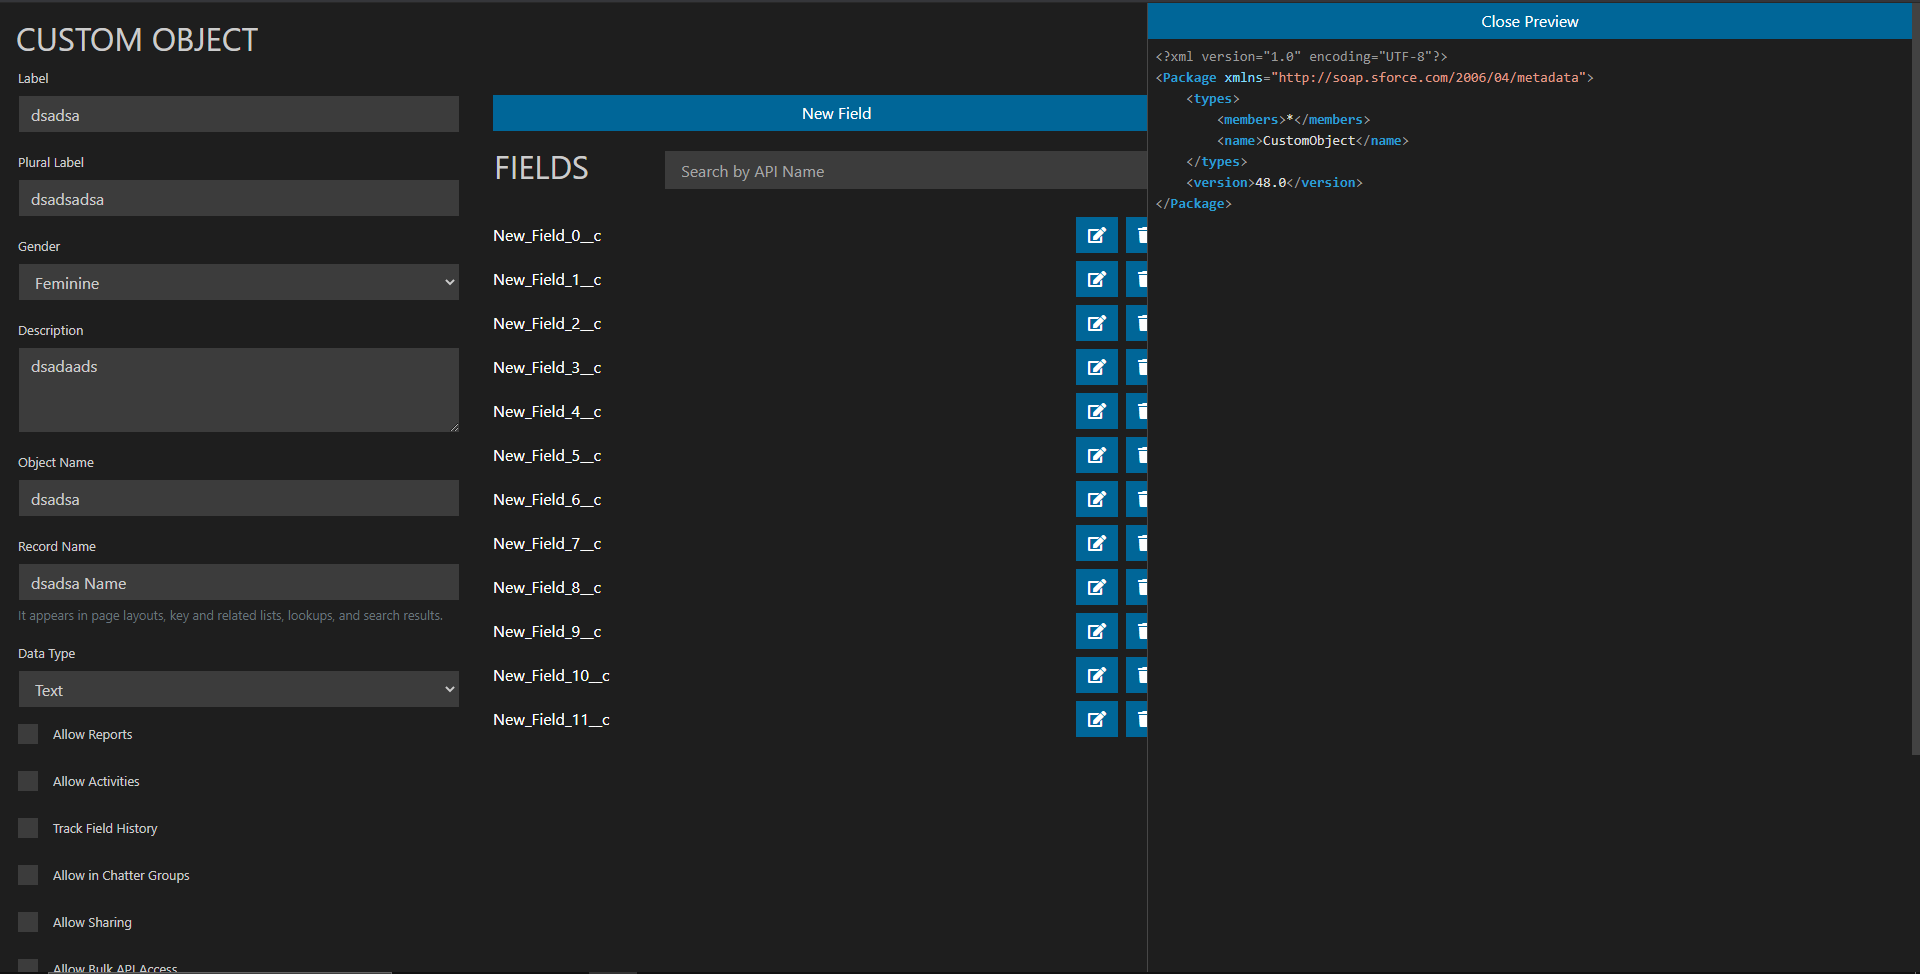 CUSTOM OBJECT
Label
dsadsa
Plural Label
dsadsadsa
Gender
Feminine
Description
dsadaads
Object Name
dsadsa
Record Name
dsadsa Name
It appears in page layouts, key and related lists, lookups, and search results.
Data Type
Text
Allow Reports
Allow Activities
Track Field History
Allow in Chatter Groups
Allow Sharing
Allow Bulk API Access
New Field
FIELDS
Search by API Name
New_Field_0__c
New_Field_1__c
New_Field_2__c
New_Field_3__c
New_Field_4__c
New_Field_5__c
New_Field_6__c
New_Field_7__c
New_Field_8__c
New_Field_9__c
New_Field_10__c
New_Field_11__c
Close Preview
<?xml version="1.0" encoding="UTF-8"?>
<Package xmlns="http://soap.sforce.com/2006/04/metadata">
    <types>
        <members>*</members>
        <name>CustomObject</name>
    </types>
    <version>48.0</version>
</Package>